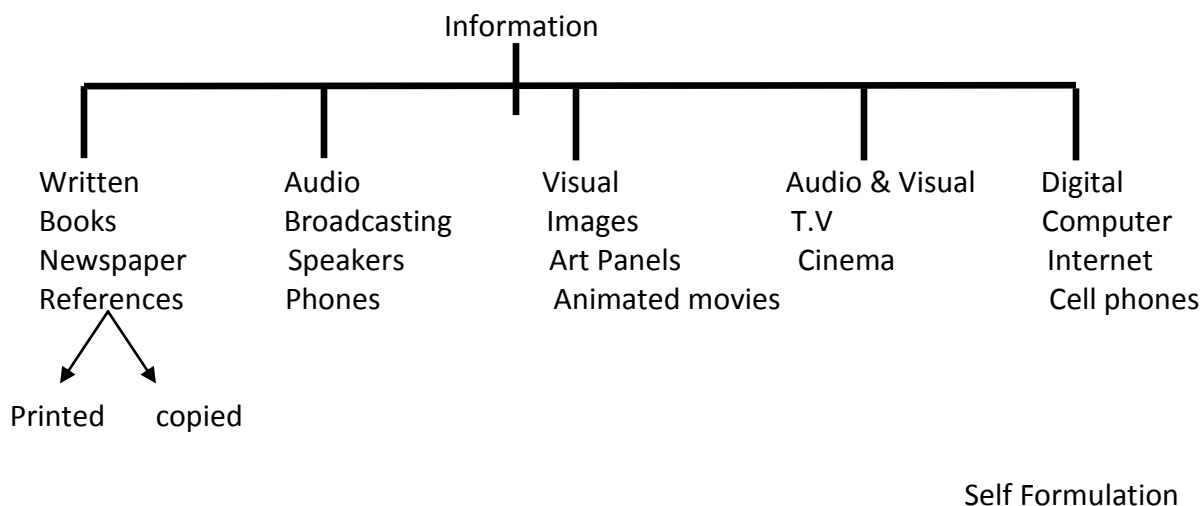 Information
Written Audio Visual Audio & Visual Digital
Books Broadcasting Images T.V Computer
Newspaper Speakers Art Panels Cinema Internet
References Phones Animated movies Cell phones
Printed copied
Self Formulation